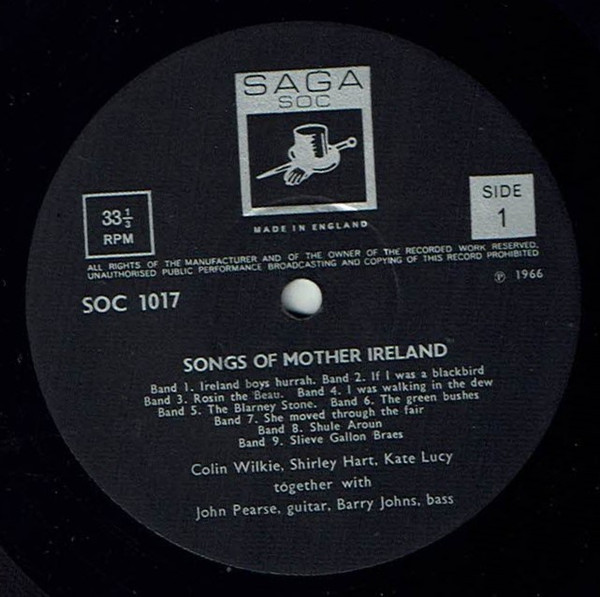 SAGA
SOC
MADE IN ENGLAND
33⅓
RPM
SIDE
1
ALL RIGHTS OF THE MANUFACTURER AND OF THE OWNER OF THE RECORDED WORK RESERVED.
UNAUTHORISED PUBLIC PERFORMANCE BROADCASTING AND COPYING OF THIS RECORD PROHIBITED
SOC 1017
℗ 1966
SONGS OF MOTHER IRELAND
Band 1. Ireland boys hurrah. Band 2. If I was a blackbird
Band 3. Rosin the Beau. Band 4. I was walking in the dew
Band 5. The Blarney Stone. Band 6. The green bushes
Band 7. She moved through the fair
Band 8. Shule Aroun
Band 9. Slieve Gallon Braes
Colin Wilkie, Shirley Hart, Kate Lucy
together with
John Pearse, guitar, Barry Johns, bass